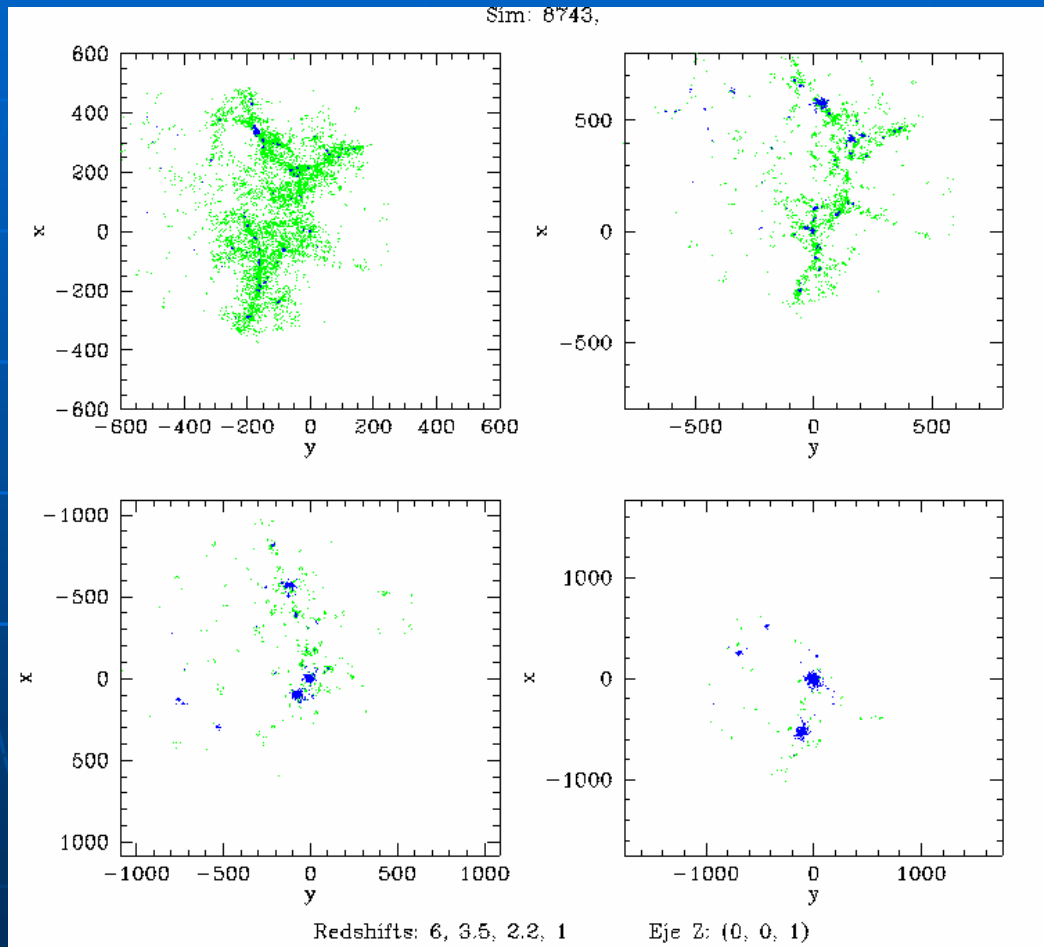 Sim: 8743,
600
400
200
0
−200
−400
−600
x
−600 −400 −200 0 200 400 600
y
500
0
−500
x
−500 0 500
y
−1000
−500
0
500
1000
x
−1000 −500 0 500 1000
y
1000
0
−1000
x
−1000 0 1000
y
Redshifts: 6, 3.5, 2.2, 1 Eje Z: (0, 0, 1)